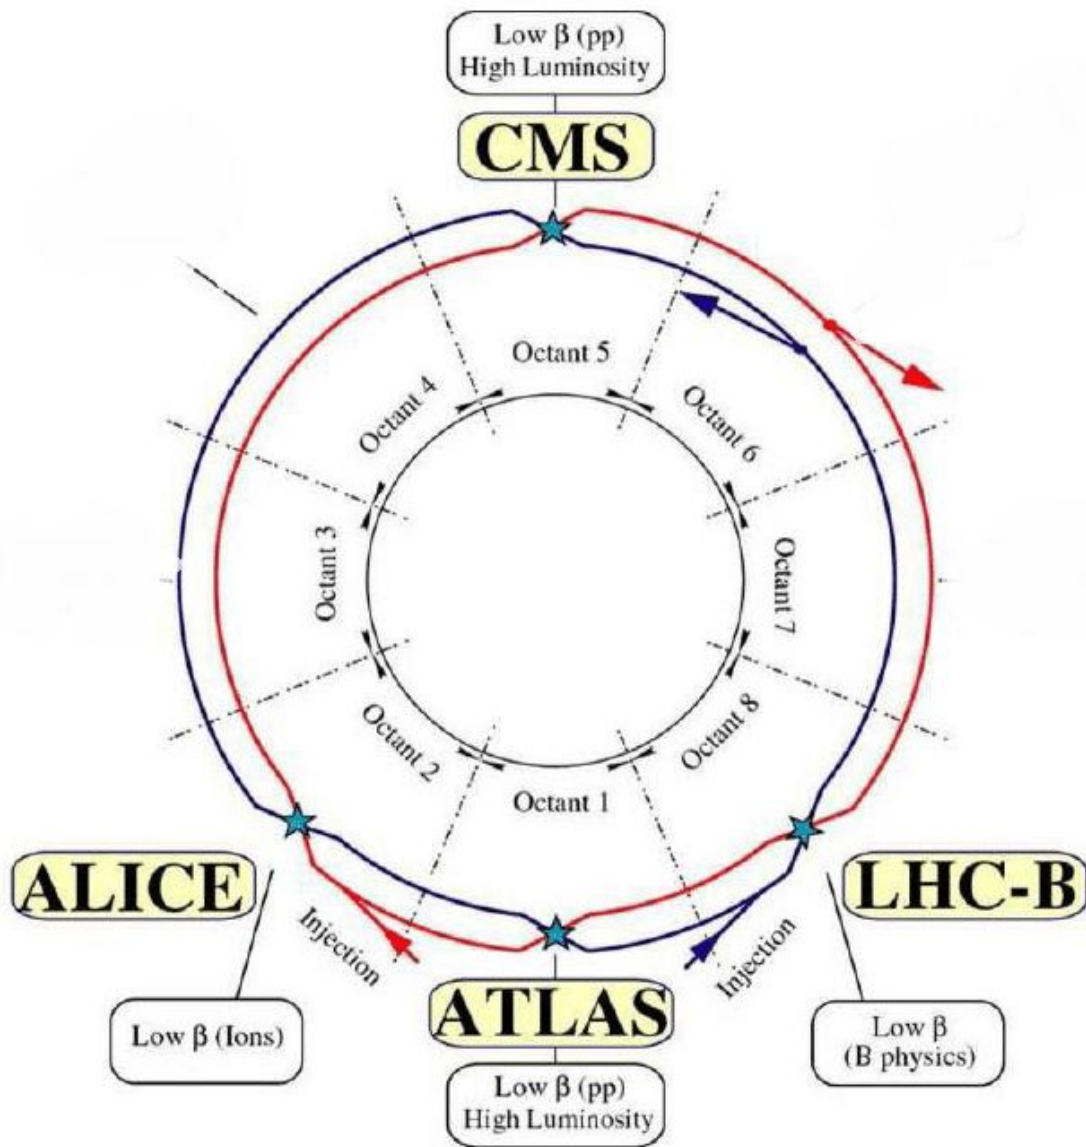 Low β (pp)
High Luminosity
CMS
Octant 5
Octant 4
Octant 6
Octant 3
Octant 7
Octant 2
Octant 8
Octant 1
ALICE
LHC-B
Injection
Injection
ATLAS
Low β (Ions)
Low β
(B physics)
Low β (pp)
High Luminosity